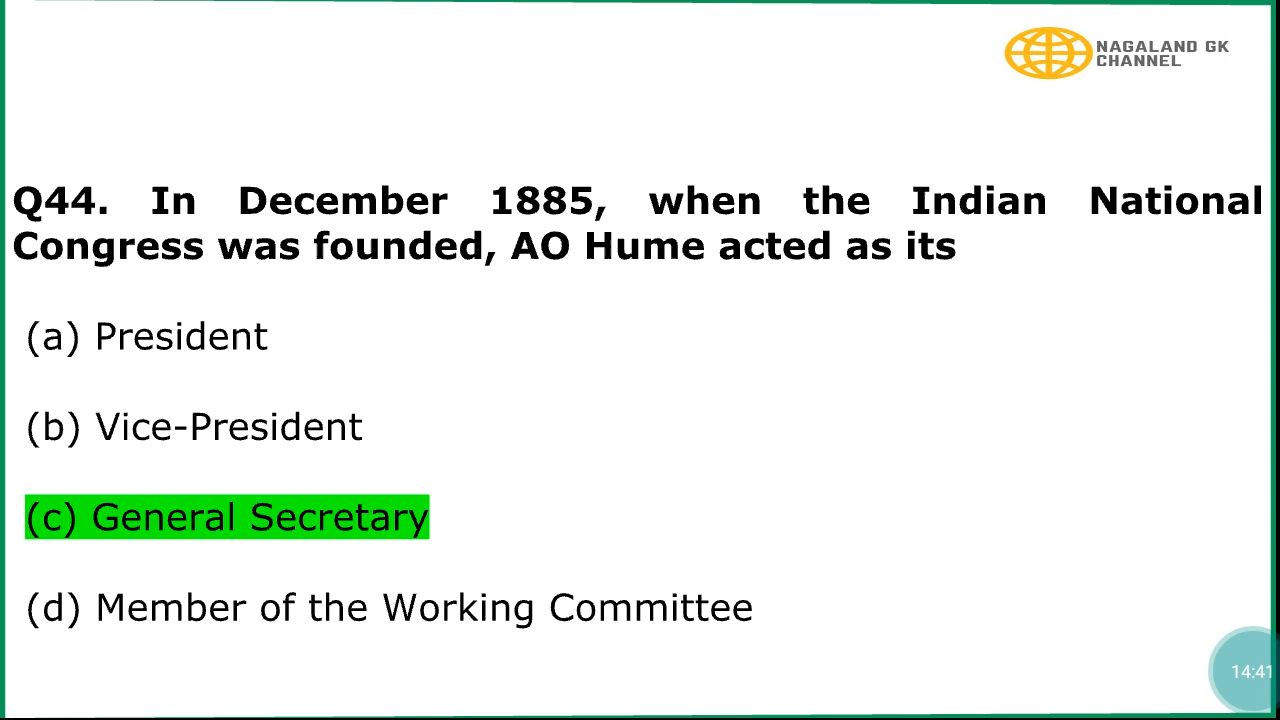 NAGALAND GK
CHANNEL
Q44. In December 1885, when the Indian National
Congress was founded, AO Hume acted as its
(a) President
(b) Vice-President
(c) General Secretary
(d) Member of the Working Committee
14:41